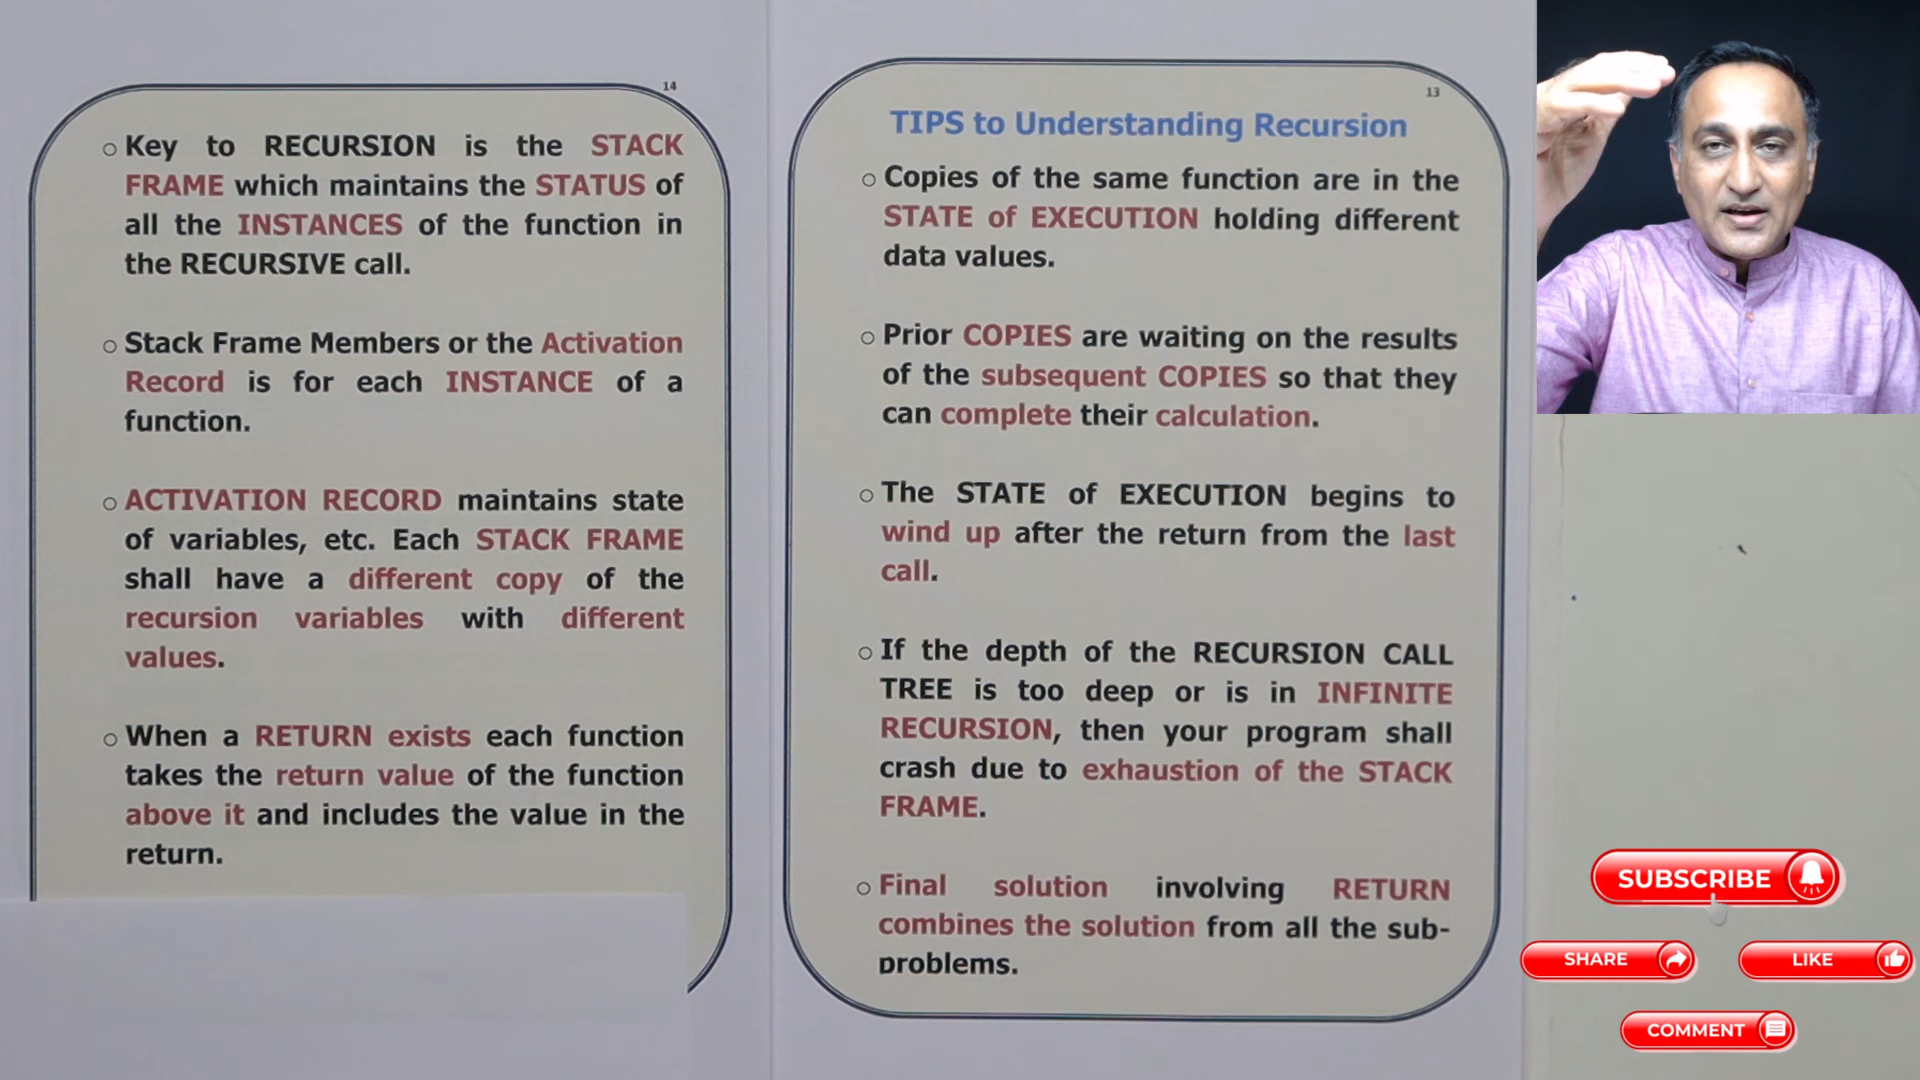 14
○ Key to RECURSION is the STACK
FRAME which maintains the STATUS of
all the INSTANCES of the function in
the RECURSIVE call.
○ Stack Frame Members or the Activation
Record is for each INSTANCE of a
function.
○ ACTIVATION RECORD maintains state
of variables, etc. Each STACK FRAME
shall have a different copy of the
recursion variables with different
values.
○ When a RETURN exists each function
takes the return value of the function
above it and includes the value in the
return.
13
TIPS to Understanding Recursion
○ Copies of the same function are in the
STATE of EXECUTION holding different
data values.
○ Prior COPIES are waiting on the results
of the subsequent COPIES so that they
can complete their calculation.
○ The STATE of EXECUTION begins to
wind up after the return from the last
call.
○ If the depth of the RECURSION CALL
TREE is too deep or is in INFINITE
RECURSION, then your program shall
crash due to exhaustion of the STACK
FRAME.
○ Final solution involving RETURN
combines the solution from all the sub-
problems.
SUBSCRIBE
SHARE
LIKE
COMMENT